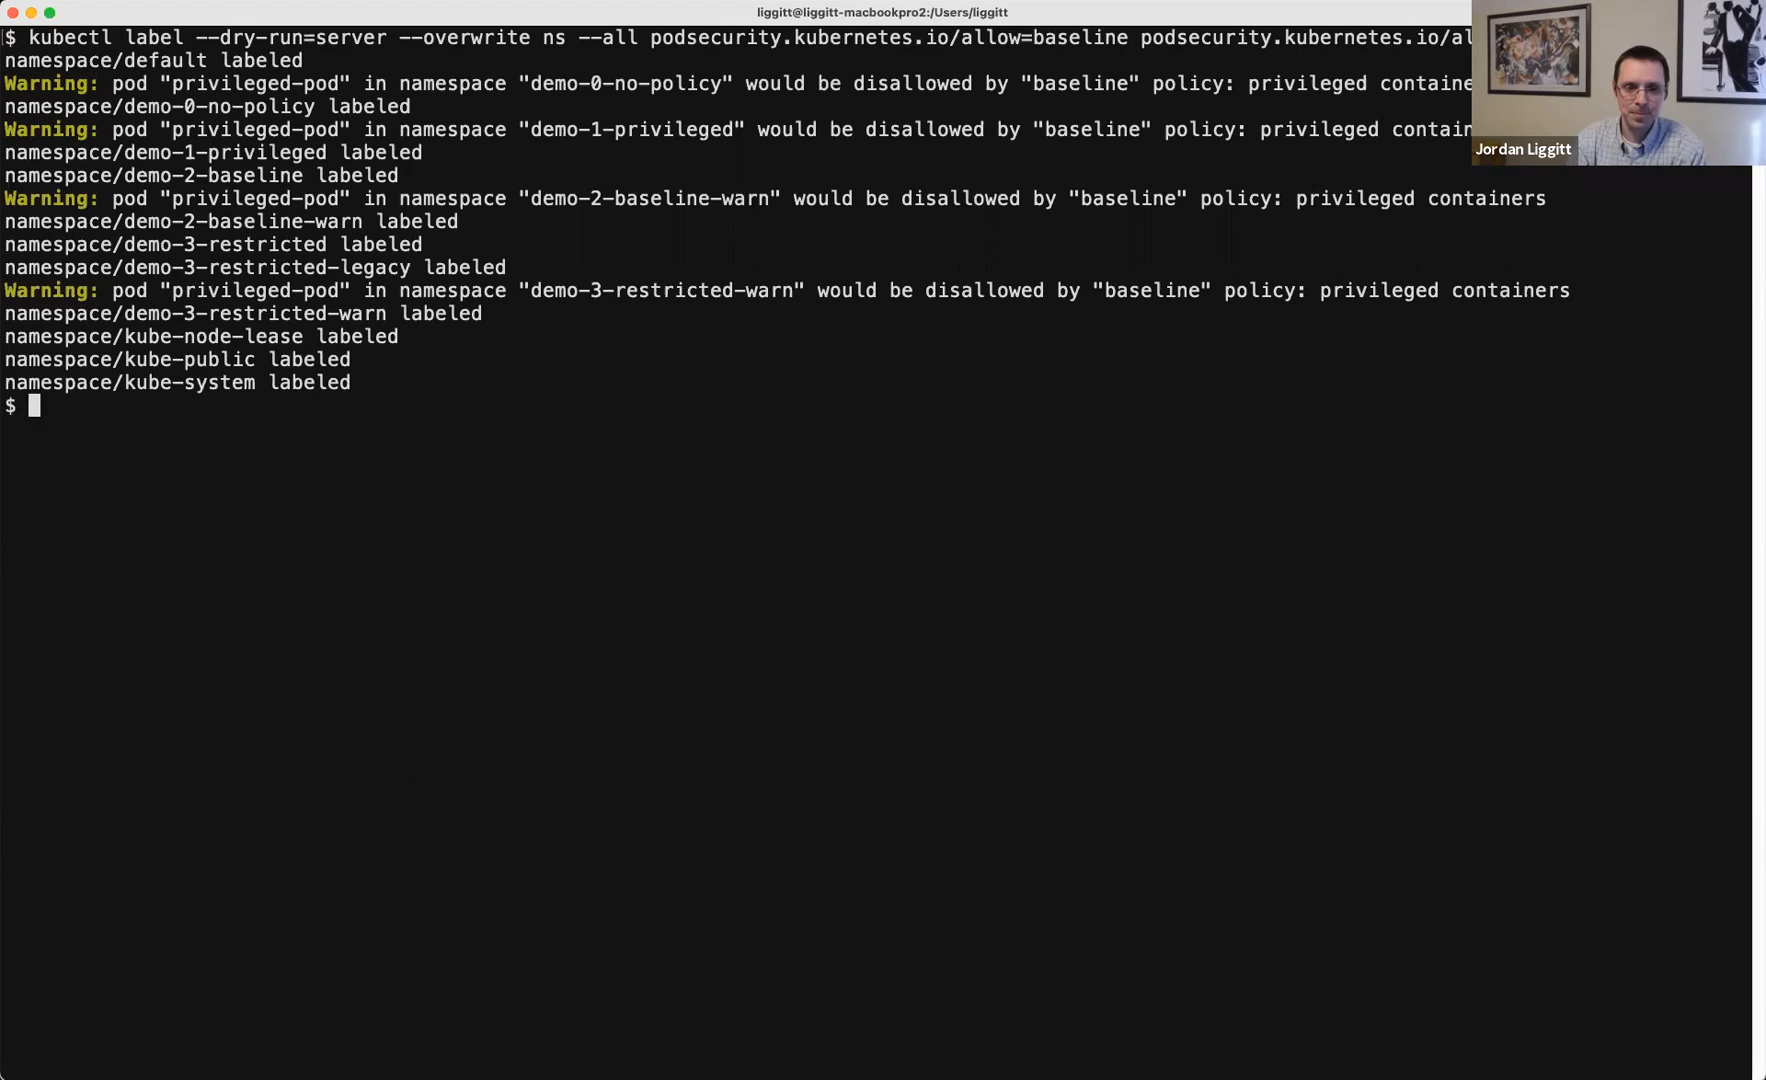 liggitt@liggitt-macbookpro2:/Users/liggitt
$ kubectl label --dry-run=server --overwrite ns --all podsecurity.kubernetes.io/allow=baseline podsecurity.kubernetes.io/al
namespace/default labeled
Warning: pod "privileged-pod" in namespace "demo-0-no-policy" would be disallowed by "baseline" policy: privileged containe
namespace/demo-0-no-policy labeled
Warning: pod "privileged-pod" in namespace "demo-1-privileged" would be disallowed by "baseline" policy: privileged contain
namespace/demo-1-privileged labeled
namespace/demo-2-baseline labeled
Warning: pod "privileged-pod" in namespace "demo-2-baseline-warn" would be disallowed by "baseline" policy: privileged containers
namespace/demo-2-baseline-warn labeled
namespace/demo-3-restricted labeled
namespace/demo-3-restricted-legacy labeled
Warning: pod "privileged-pod" in namespace "demo-3-restricted-warn" would be disallowed by "baseline" policy: privileged containers
namespace/demo-3-restricted-warn labeled
namespace/kube-node-lease labeled
namespace/kube-public labeled
namespace/kube-system labeled
$
Jordan Liggitt